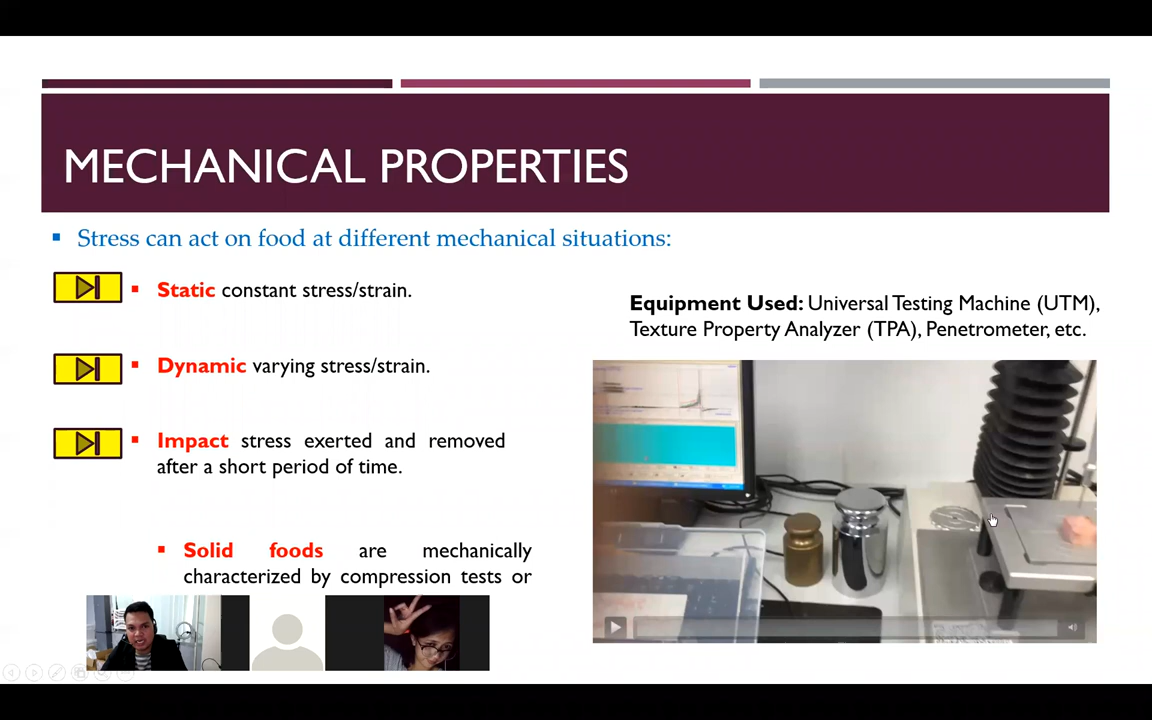 MECHANICAL PROPERTIES
Stress can act on food at different mechanical situations:
Static constant stress/strain.
Dynamic varying stress/strain.
Impact stress exerted and removed
after a short period of time.
Solid foods are mechanically
characterized by compression tests or
Equipment Used: Universal Testing Machine (UTM),
Texture Property Analyzer (TPA), Penetrometer, etc.